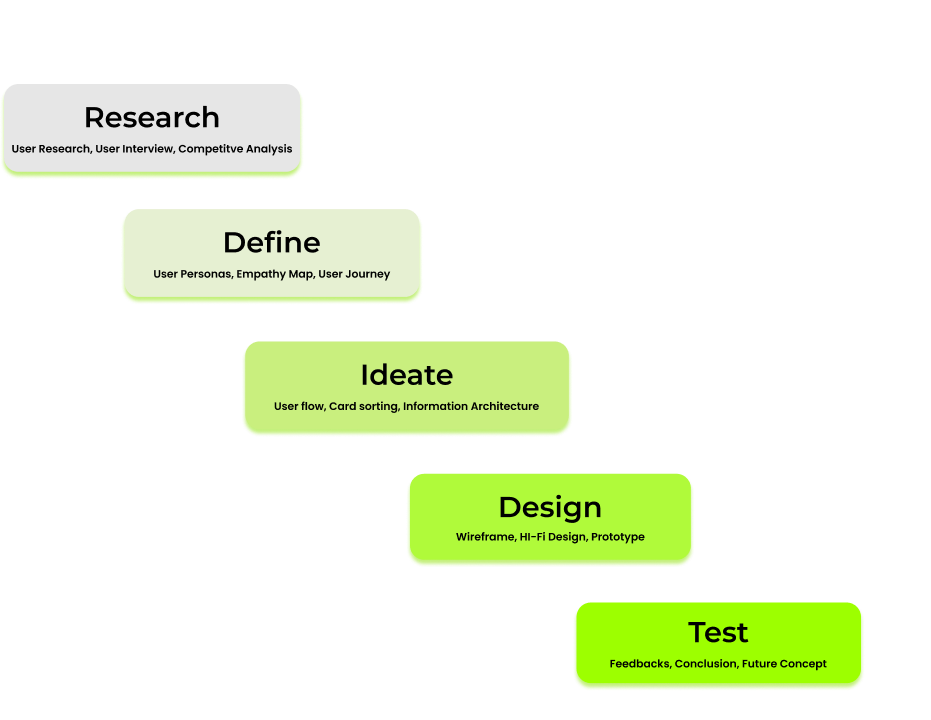 Research
User Research, User Interview, Competitve Analysis
Define
User Personas, Empathy Map, User Journey
Ideate
User flow, Card sorting, Information Architecture
Design
Wireframe, HI-Fi Design, Prototype
Test
Feedbacks, Conclusion, Future Concept